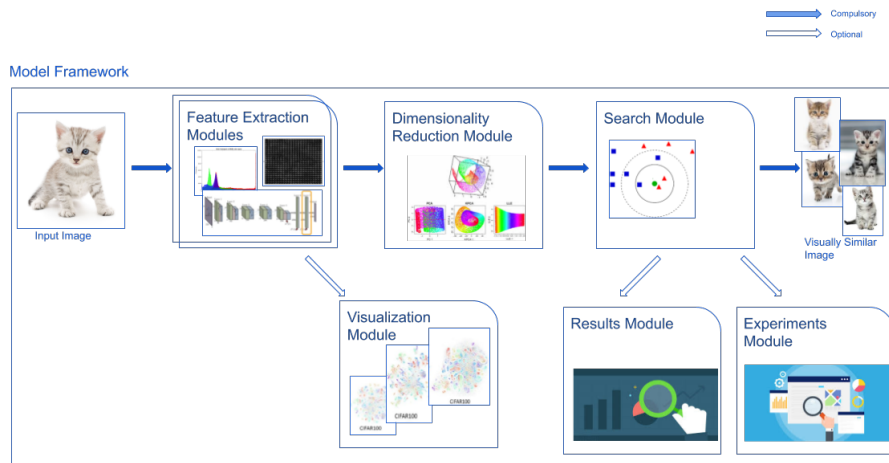 Compulsory
Optional
Model Framework
Feature Extraction
Modules
Dimensionality
Reduction Module
Search Module
PCA
LLE
Input Image
Visually Similar
Image
Visualization
Module
CIFAR100
CIFAR100
CIFAR100
Results Module
Experiments
Module